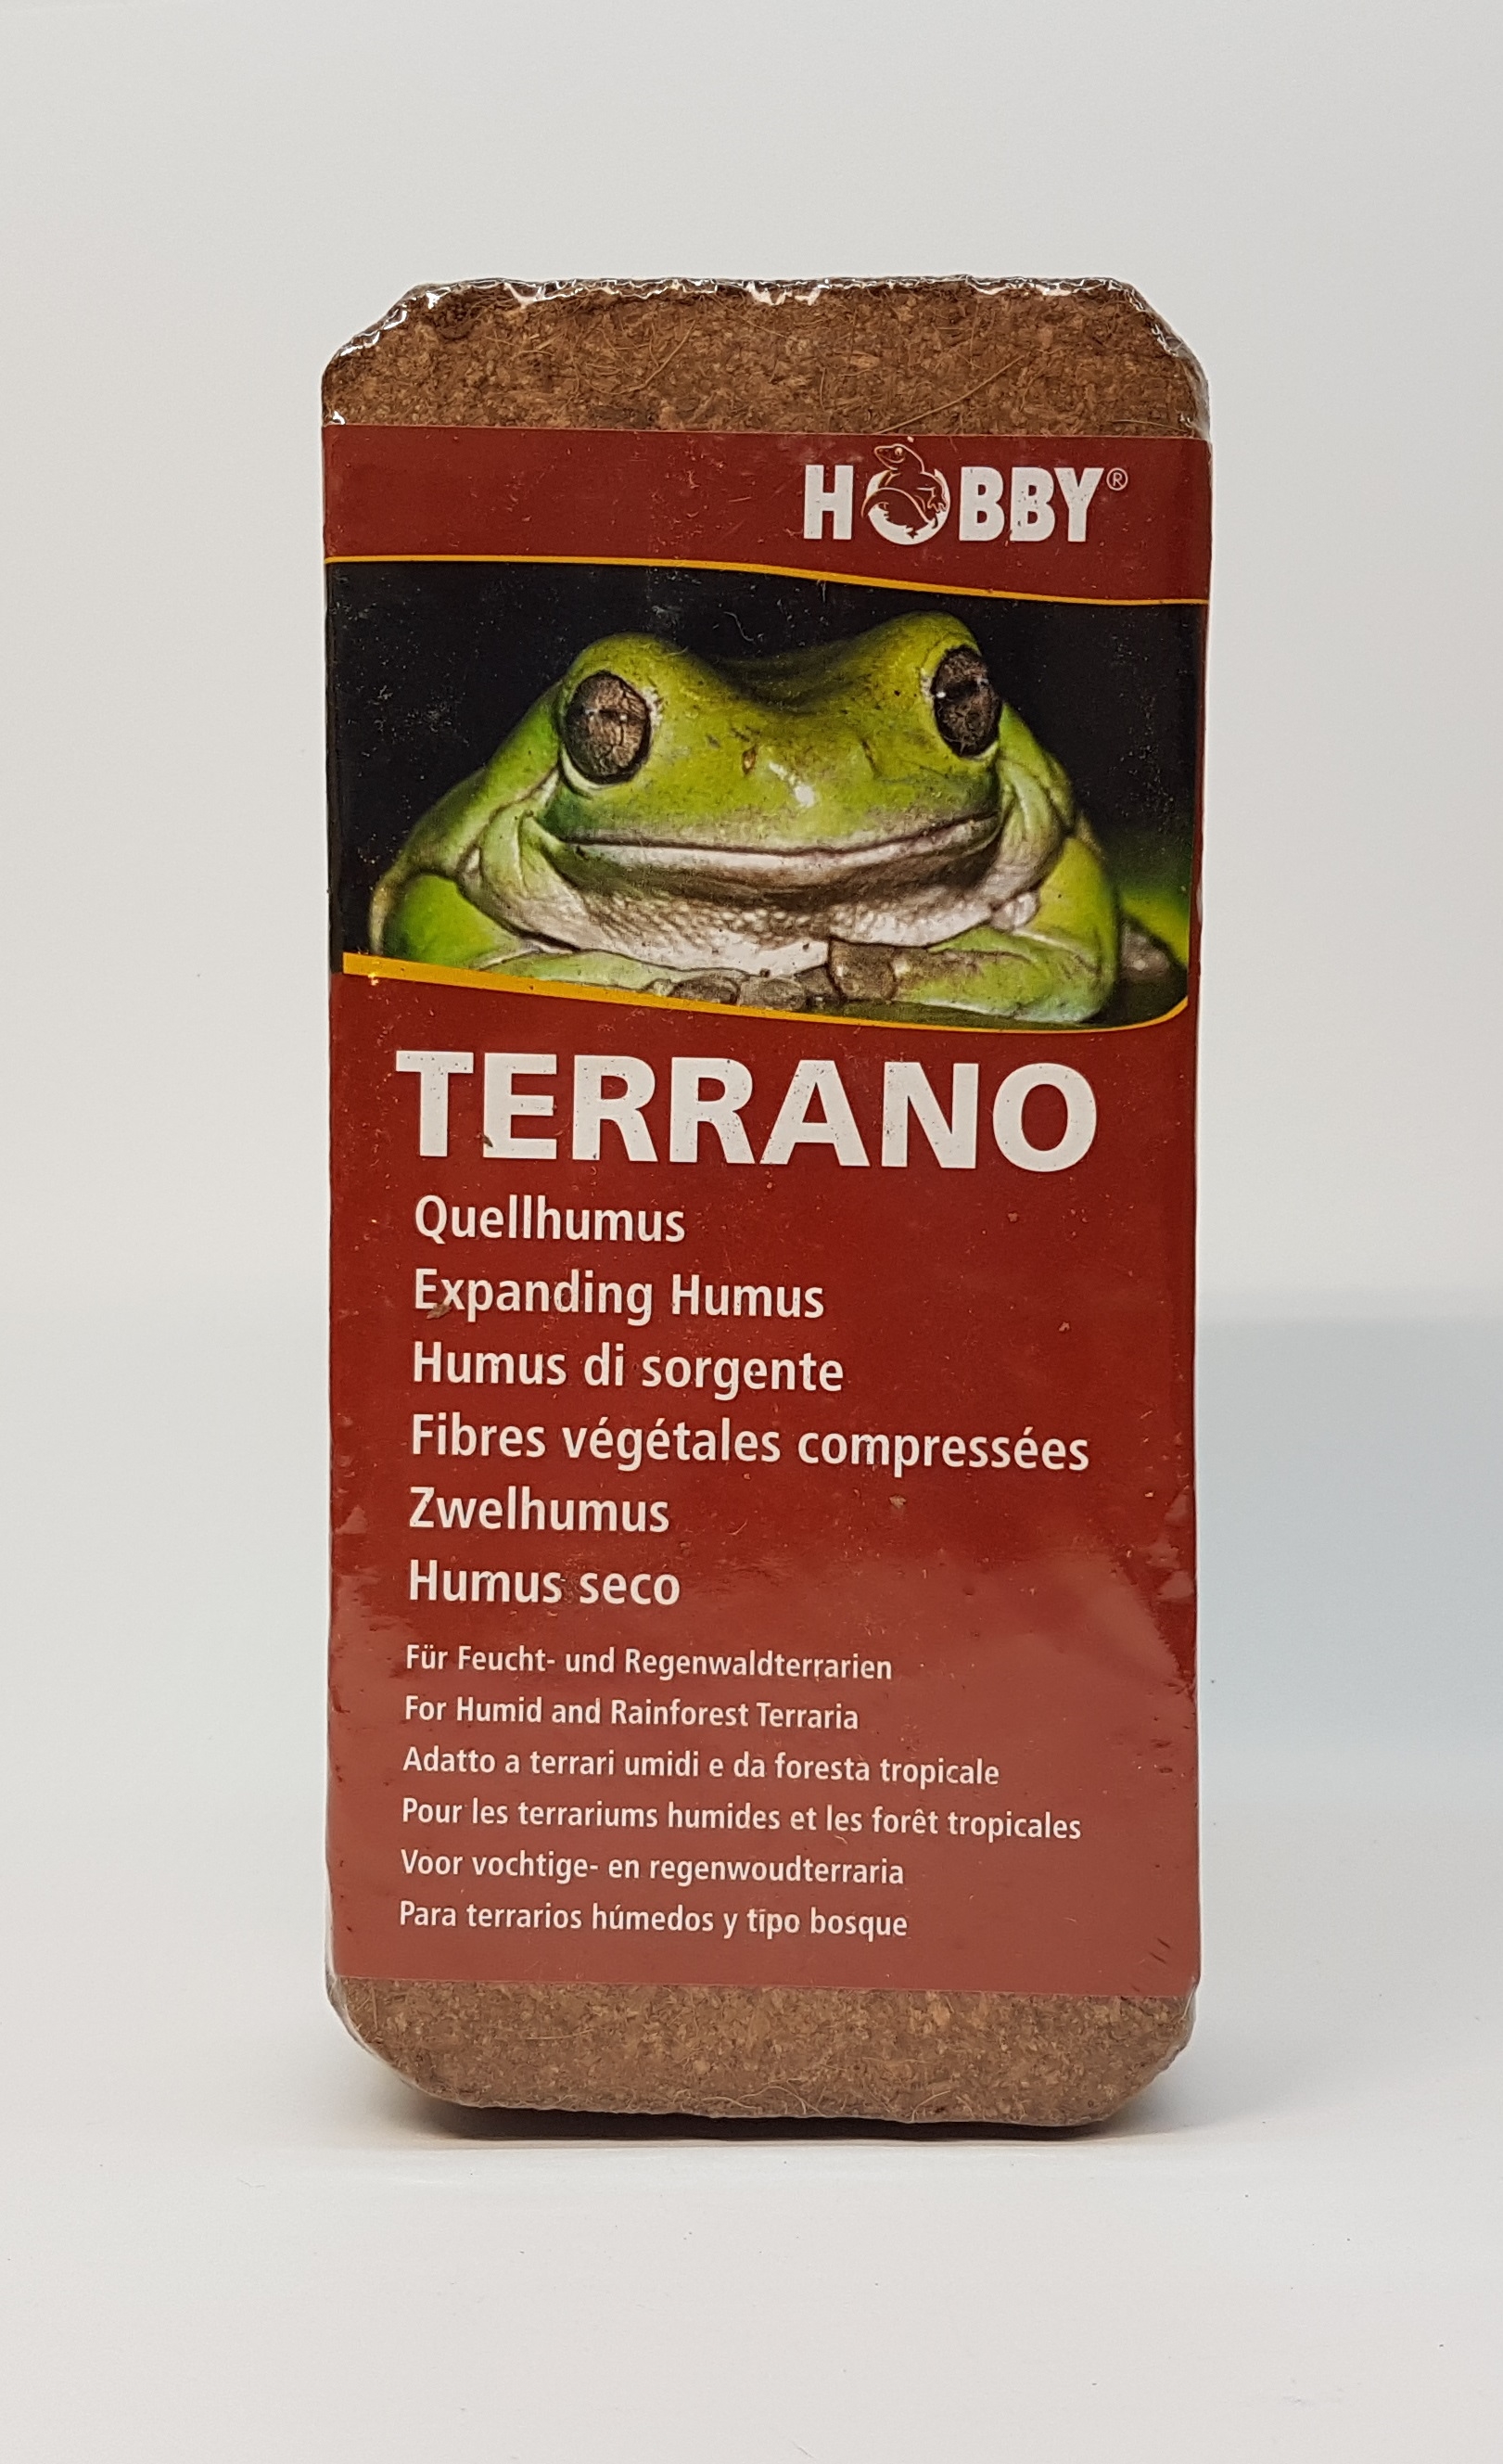 HOBBY®
TERRANO
Quellhumus
Expanding Humus
Humus di sorgente
Fibres végétales compressées
Zwelhumus
Humus seco
Für Feucht- und Regenwaldterrarien
For Humid and Rainforest Terraria
Adatto a terrari umidi e da foresta tropicale
Pour les terrariums humides et les forêt tropicales
Voor vochtige- en regenwoudterraria
Para terrarios húmedos y tipo bosque